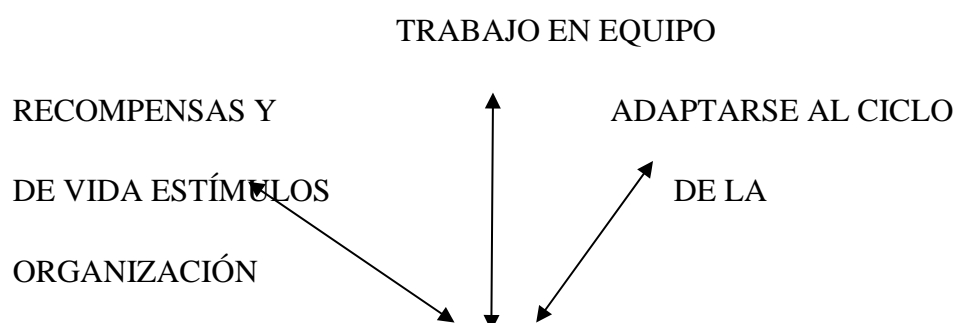 TRABAJO EN EQUIPO
RECOMPENSAS Y ADAPTARSE AL CICLO
DE VIDA ESTÍMULOS DE LA
ORGANIZACIÓN